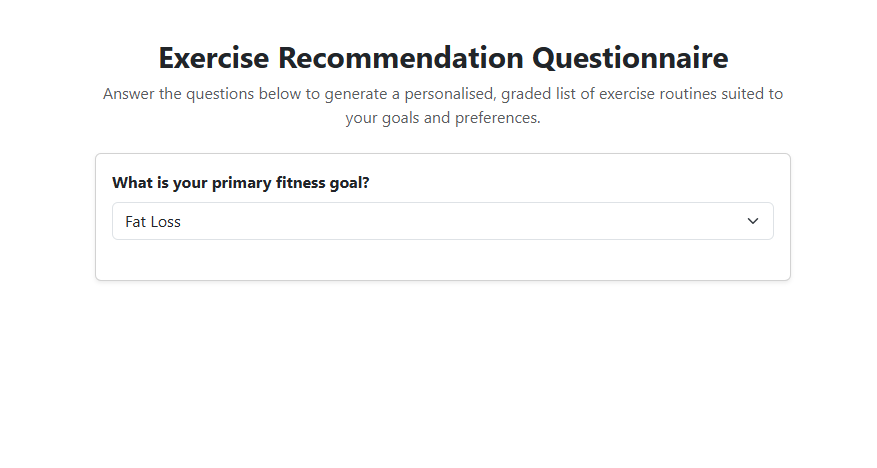 Exercise Recommendation Questionnaire
Answer the questions below to generate a personalised, graded list of exercise routines suited to
your goals and preferences.
What is your primary fitness goal?
Fat Loss